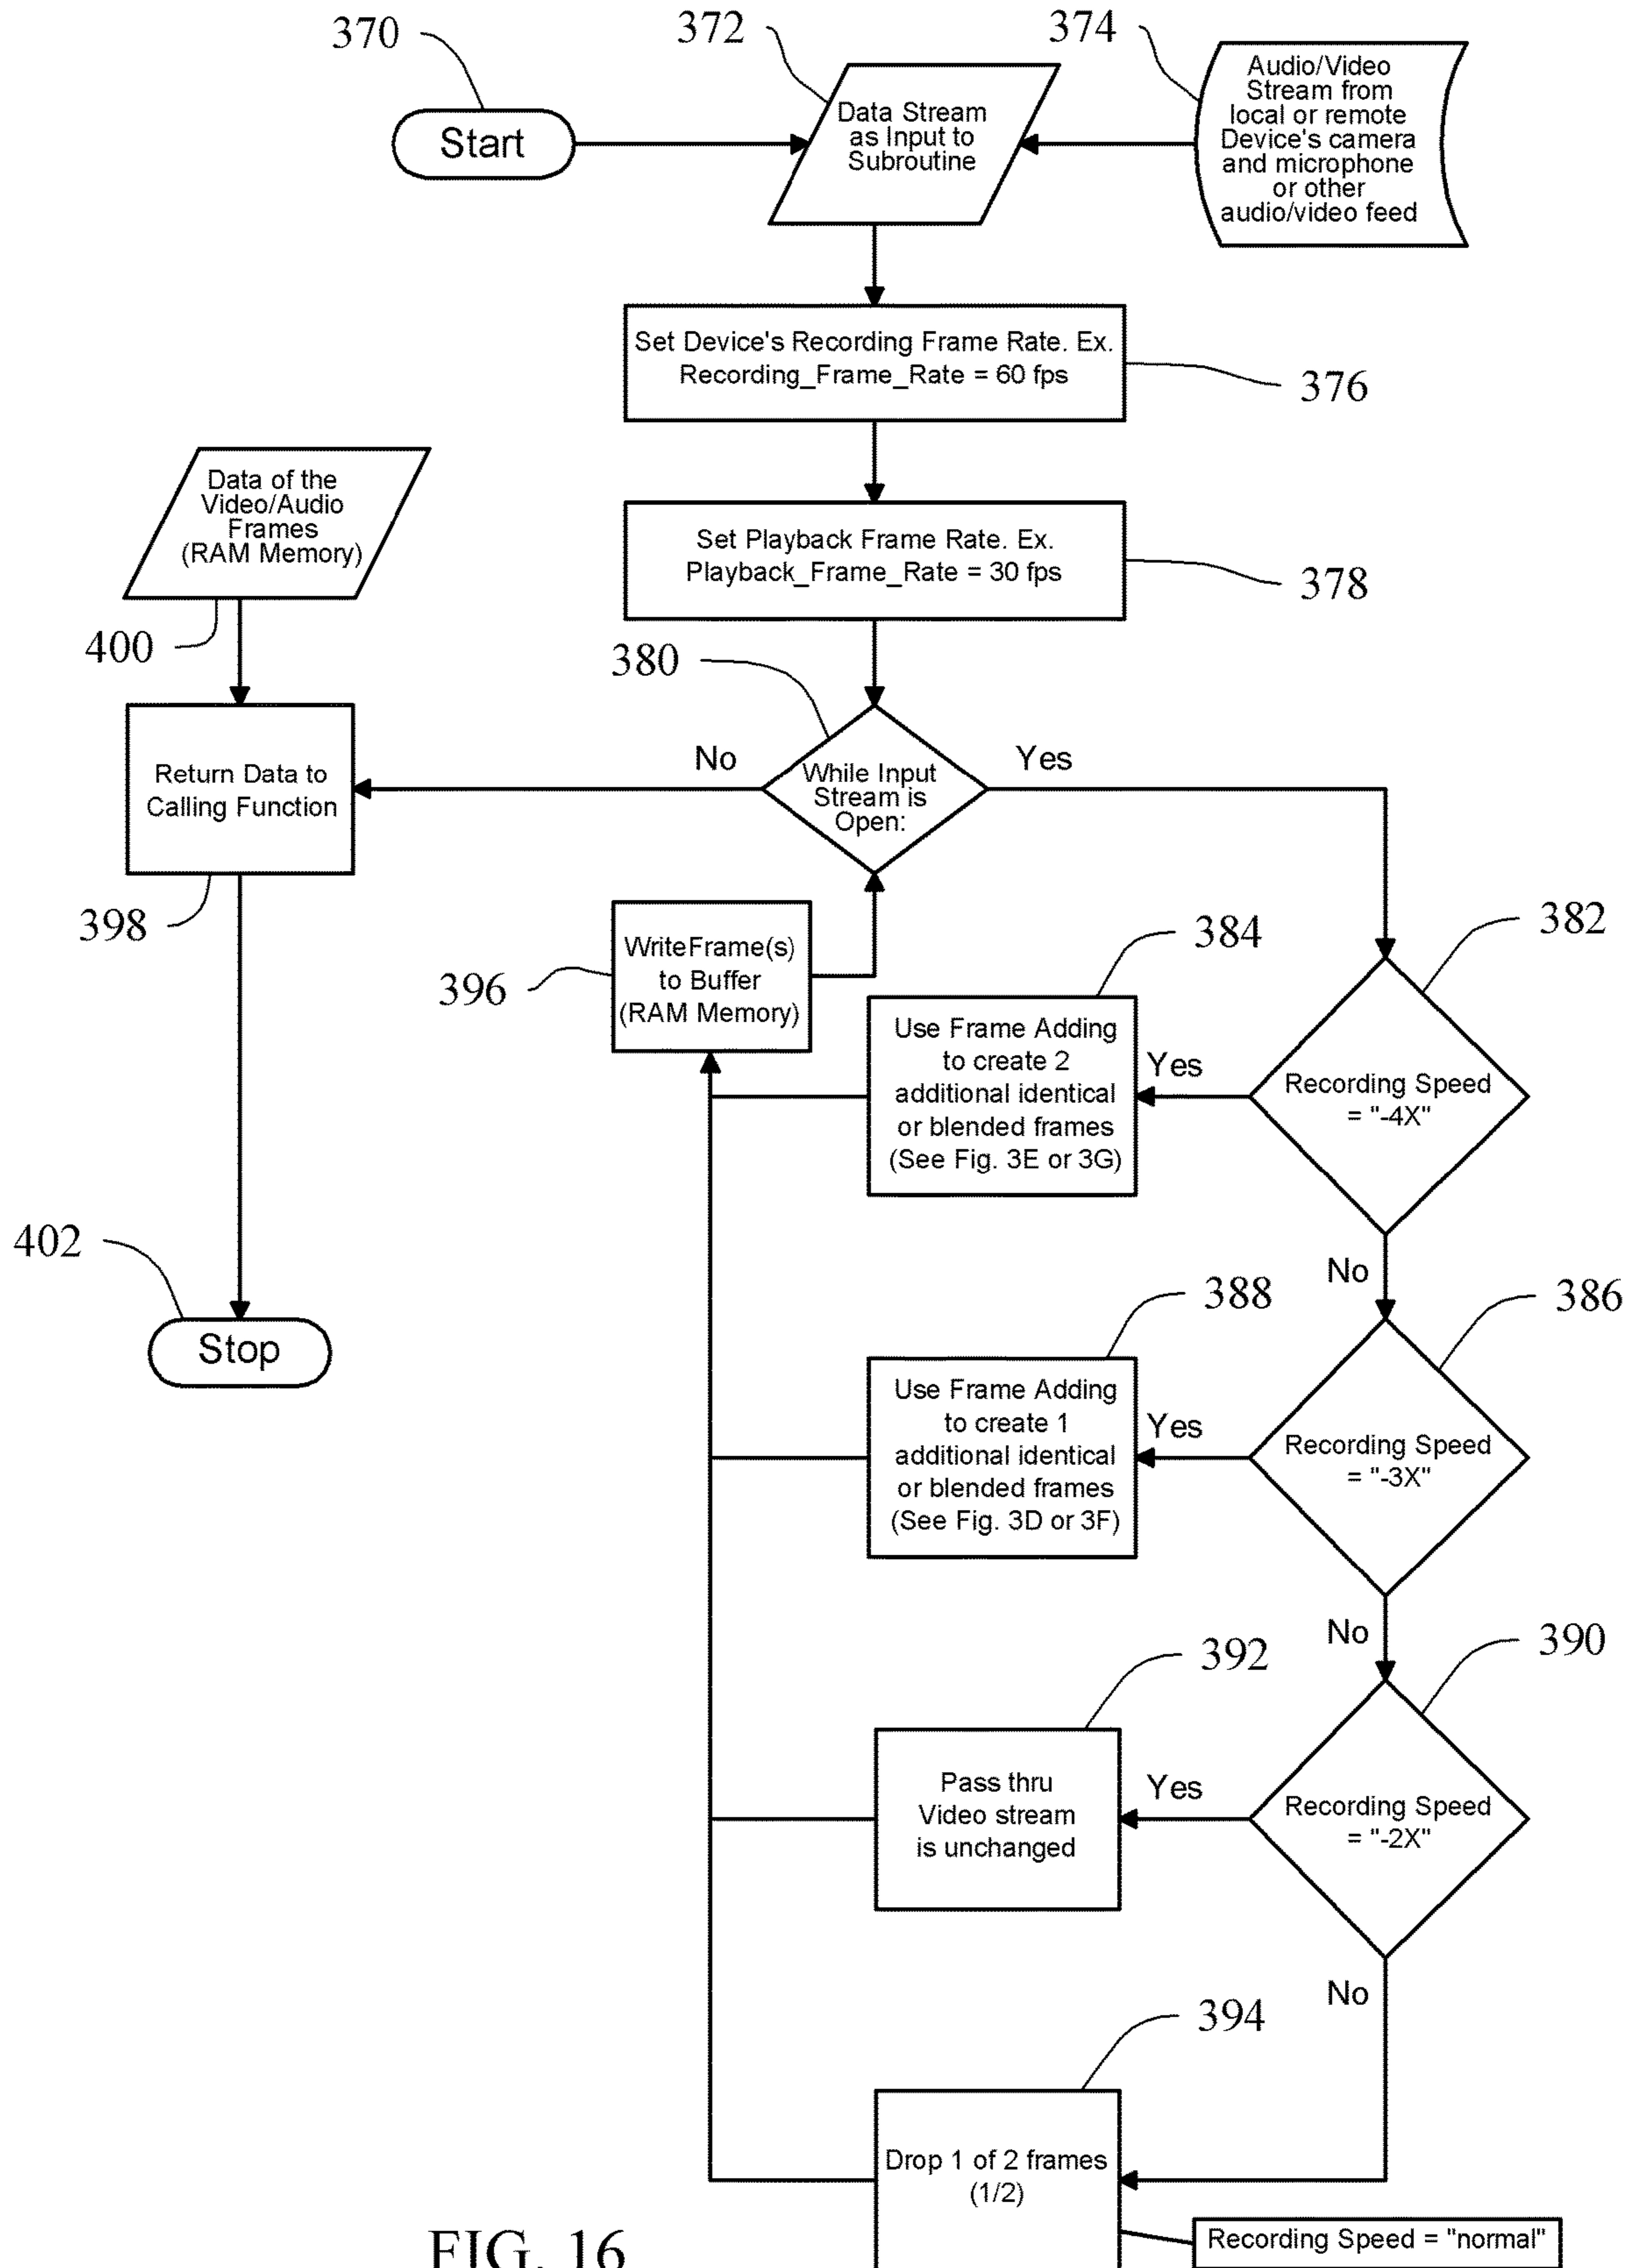 370
372
374
Start
Data Stream
as Input to
Subroutine
Audio/Video
Stream from
local or remote
Device's camera
and microphone
or other
audio/video feed
Set Device's Recording Frame Rate. Ex.
Recording_Frame_Rate = 60 fps
376
Data of the
Video/Audio
Frames
(RAM Memory)
400
Set Playback Frame Rate. Ex.
Playback_Frame_Rate = 30 fps
378
380
No
Yes
While Input
Stream is
Open:
Return Data to
Calling Function
398
WriteFrame(s)
to Buffer
(RAM Memory)
396
384
382
Use Frame Adding
to create 2
additional identical
or blended frames
(See Fig. 3E or 3G)
Yes
Recording Speed
= "-4X"
No
402
Stop
388
386
Use Frame Adding
to create 1
additional identical
or blended frames
(See Fig. 3D or 3F)
Yes
Recording Speed
= "-3X"
No
392
390
Pass thru
Video stream
is unchanged
Yes
Recording Speed
= "-2X"
No
394
Drop 1 of 2 frames
(1/2)
Recording Speed = "normal"
FIG. 16